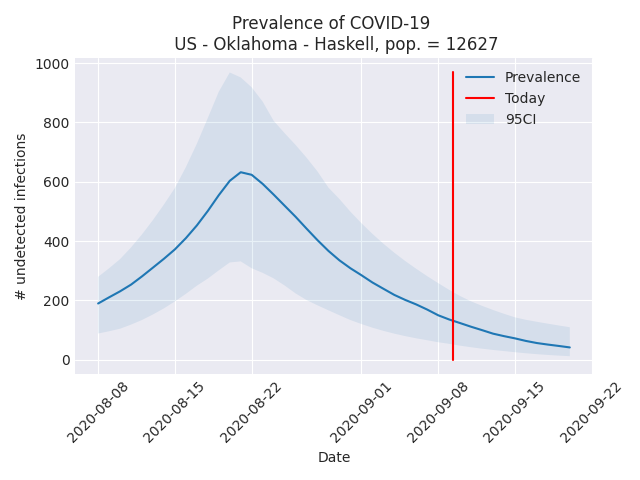 Prevalence of COVID-19
US - Oklahoma - Haskell, pop. = 12627
Prevalence
Today
95CI
# undetected infections
1000
800
600
400
200
0
2020-08-08
2020-08-15
2020-08-22
2020-09-01
2020-09-08
2020-09-15
2020-09-22
Date